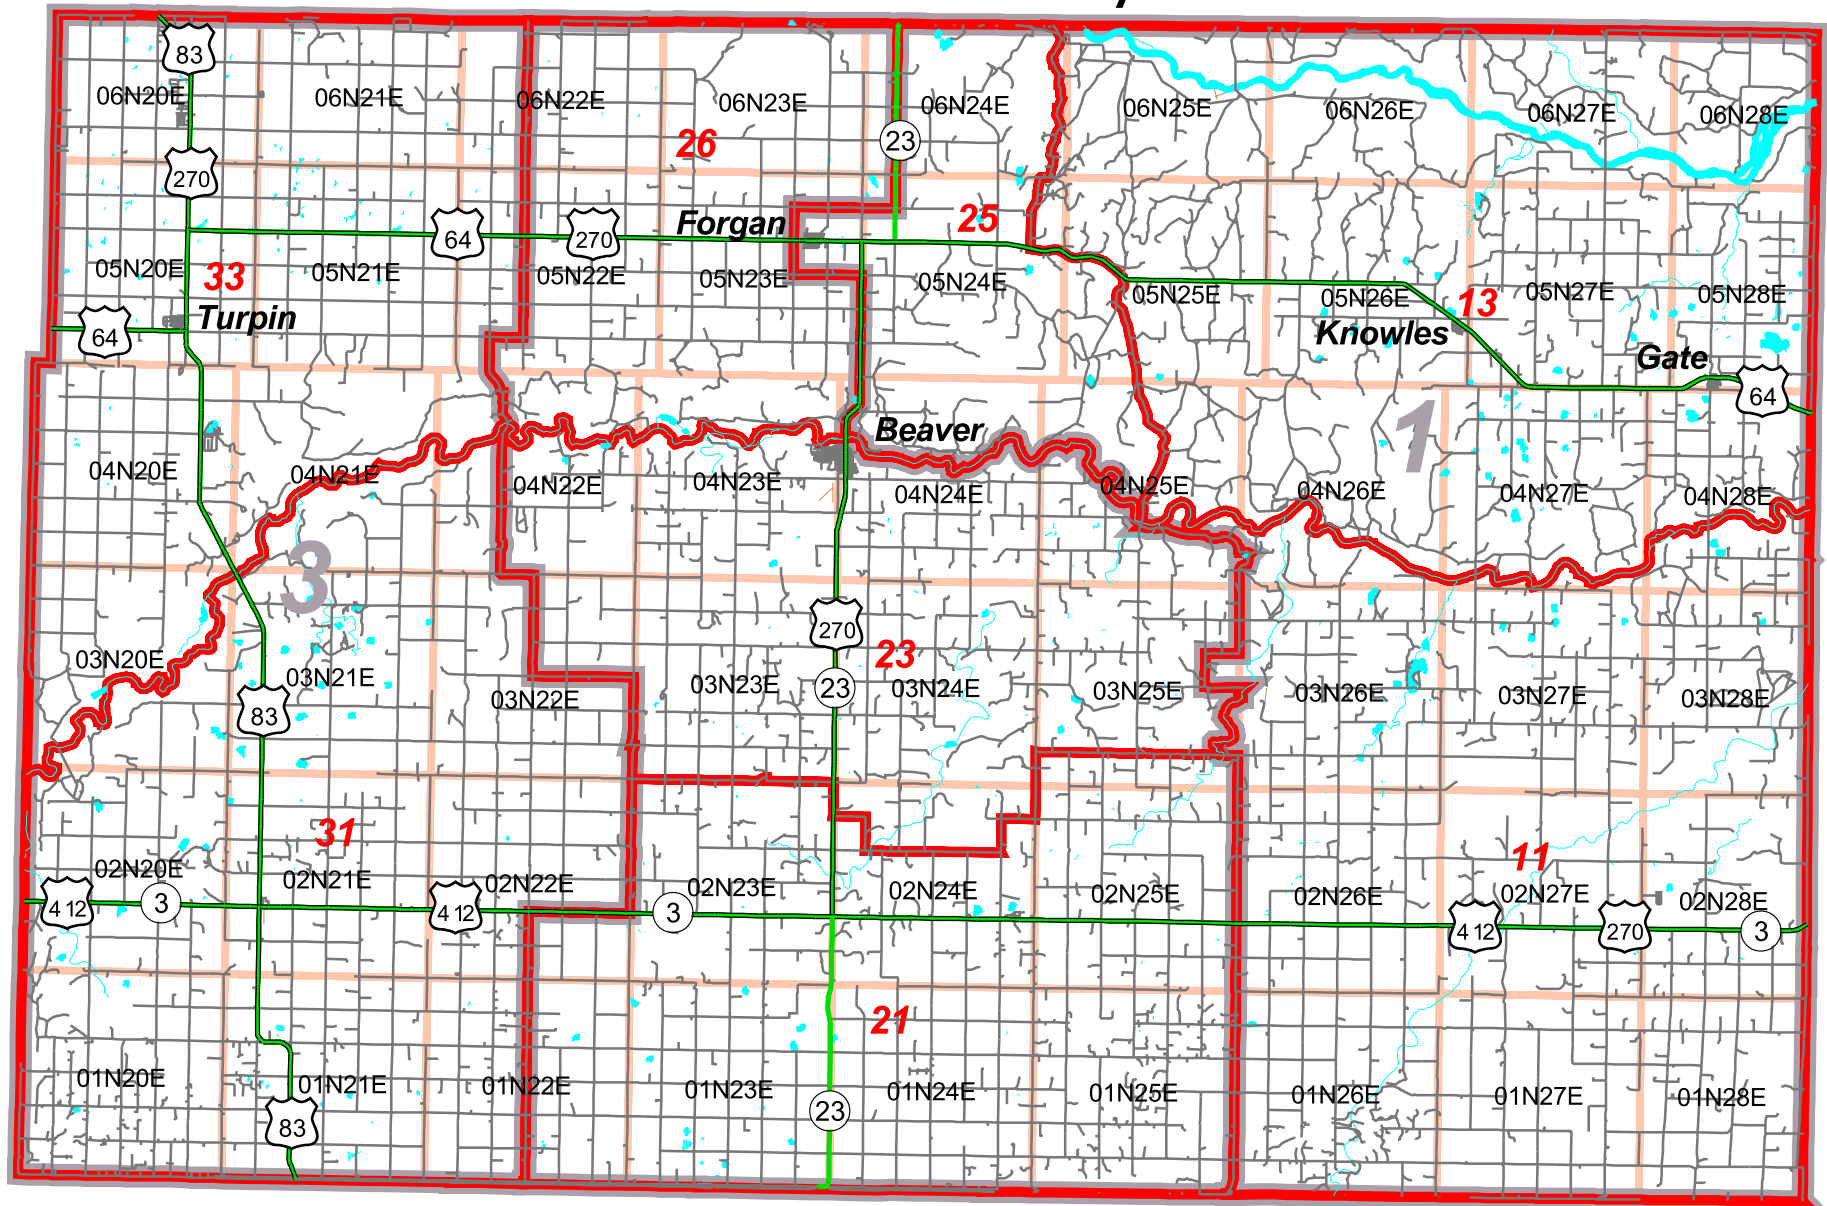 83
06N20E 06N21E 06N22E 06N23E 06N24E 06N25E 06N26E 06N27E 06N28E
26
23
270
Forgan
25
64 270
05N20E 33 05N21E 05N22E 05N23E 05N24E 05N25E 05N26E 13 05N27E 05N28E
64 Turpin
Knowles
Gate
64
1
Beaver
04N20E 04N21E 04N22E 04N23E 04N24E 04N25E 04N26E 04N27E 04N28E
3
270
23
03N20E 03N21E 03N22E 03N23E 03N24E 03N25E 03N26E 03N27E 03N28E
83
23
31
11
02N20E 02N21E 02N22E 02N23E 02N24E 02N25E 02N26E 02N27E 02N28E
412 3 412 3 412 270 3
21
01N20E 01N21E 01N22E 01N23E 01N24E 01N25E 01N26E 01N27E 01N28E
83
23